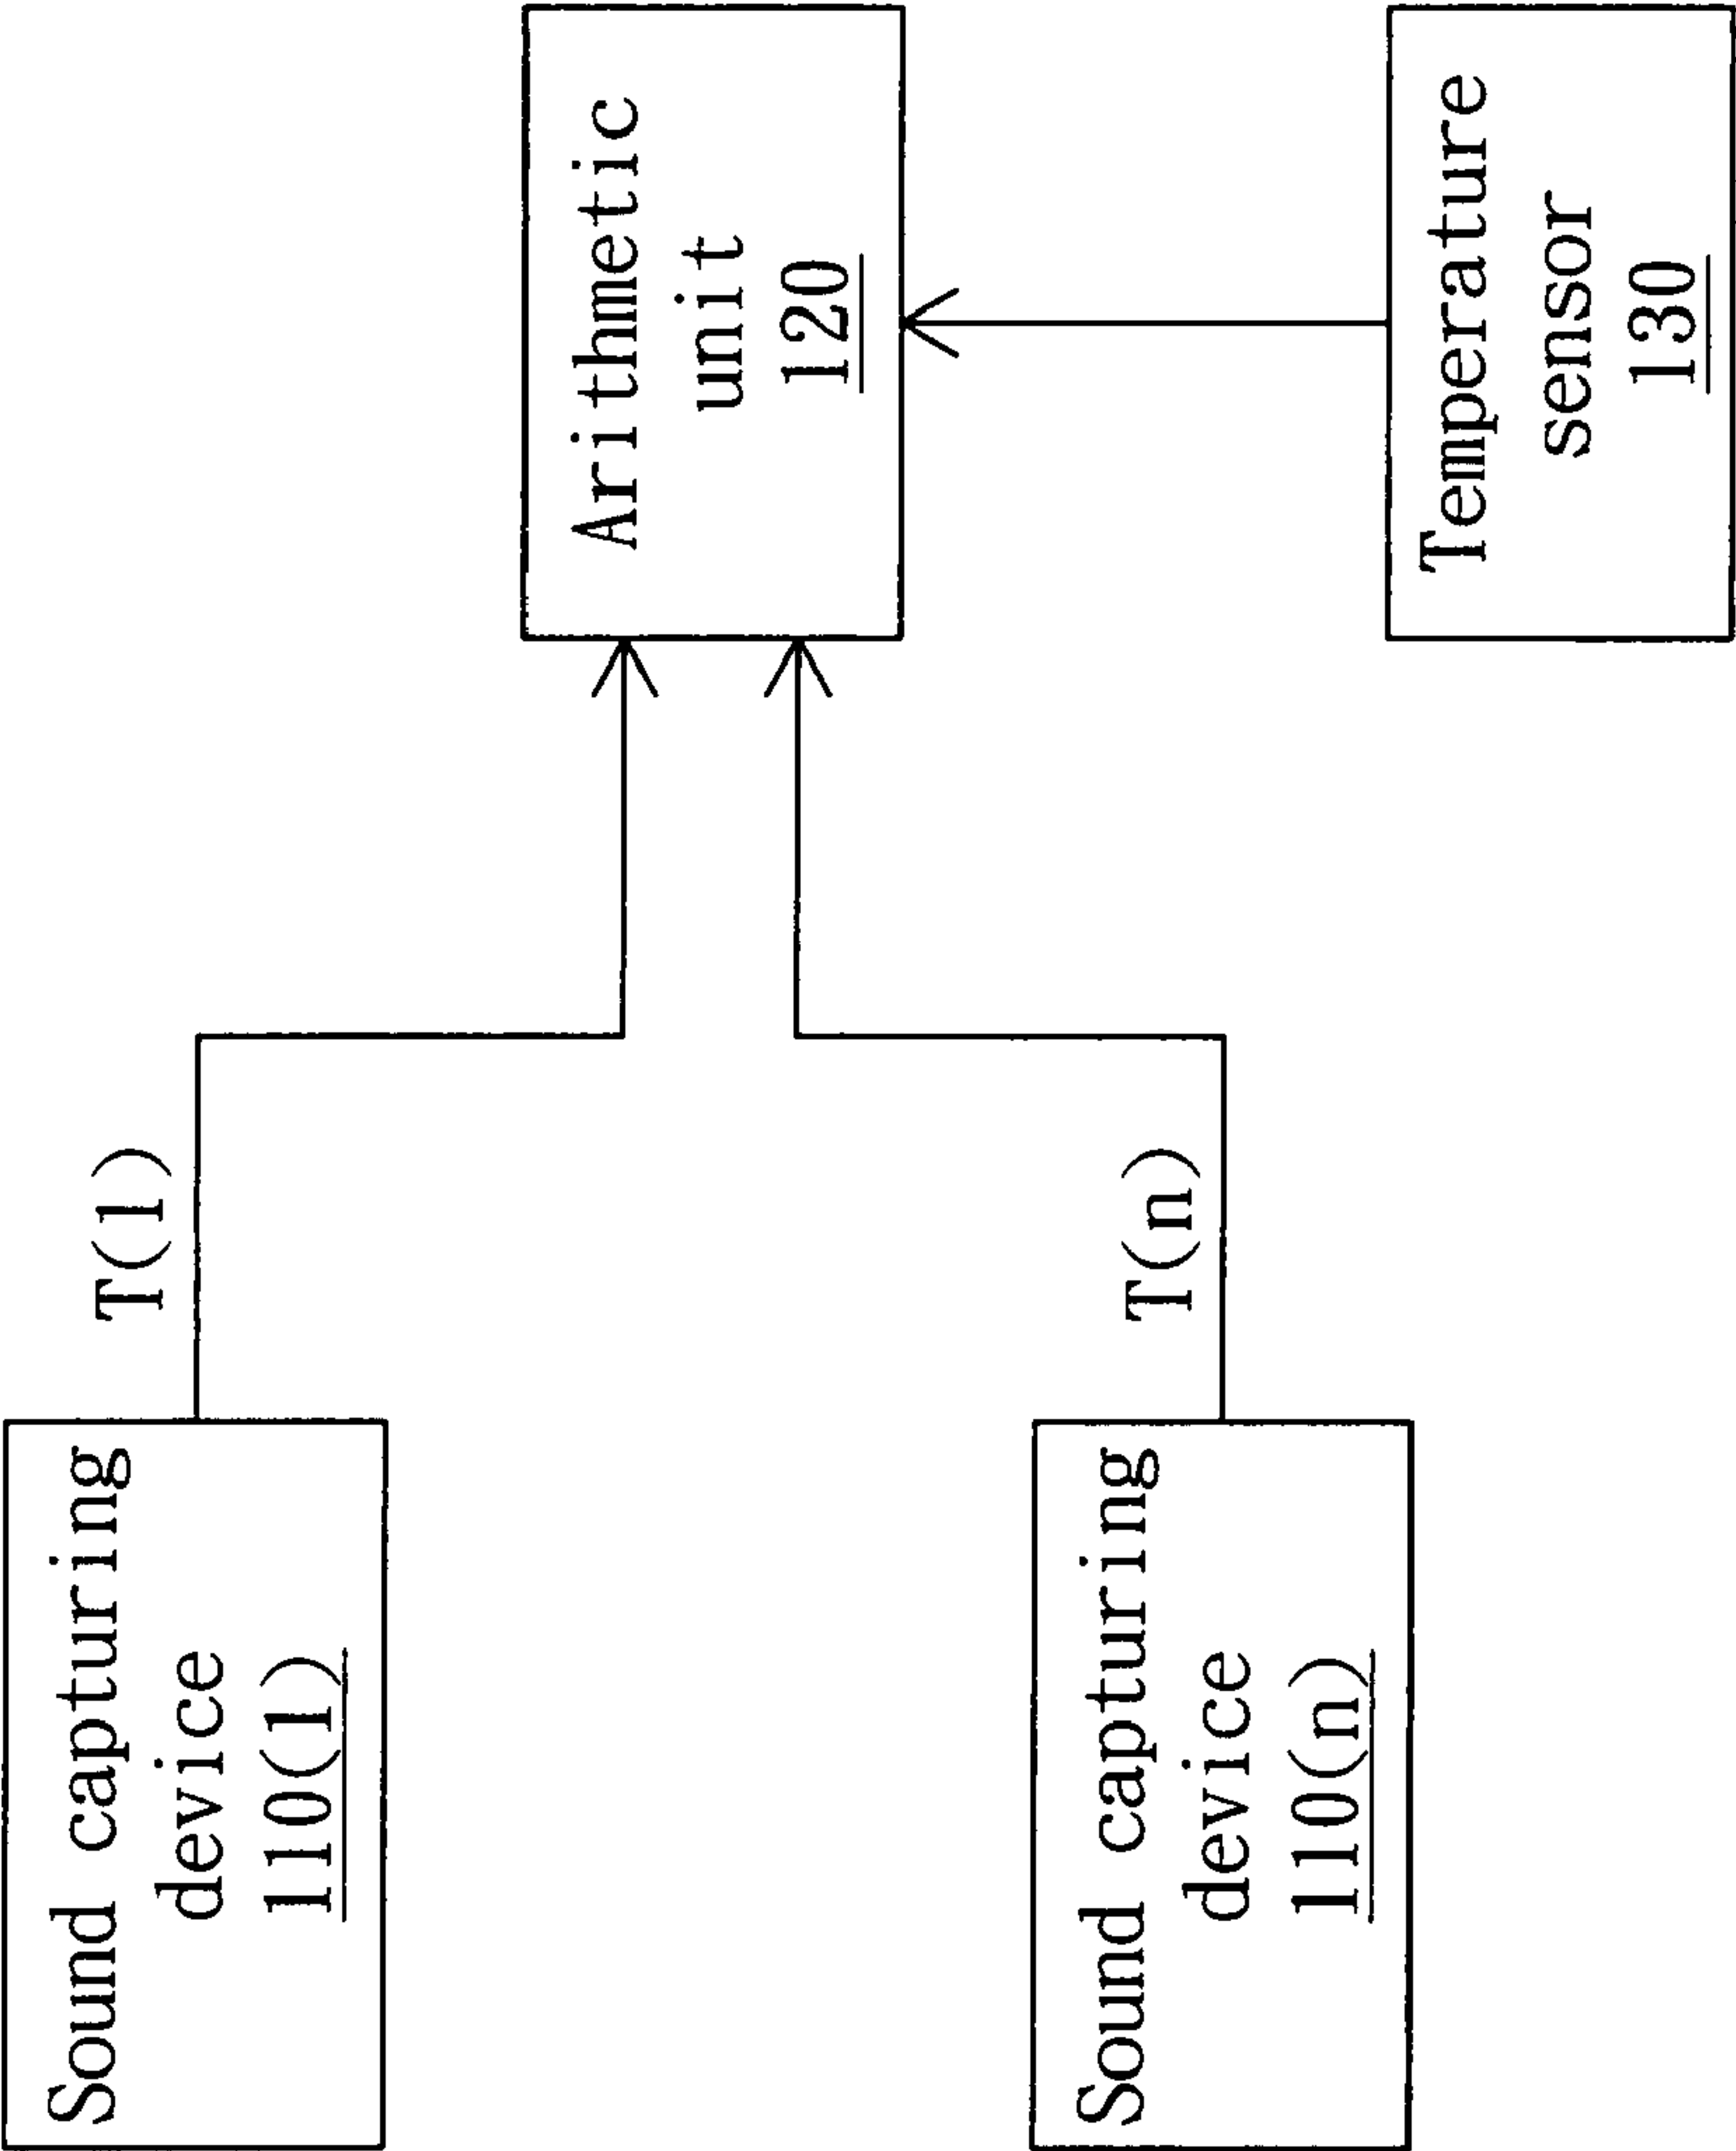 Sound capturing
device
110(1)
T(1)
Arithmetic
unit
120
Sound capturing
device
110(n)
T(n)
Temperature
sensor
130